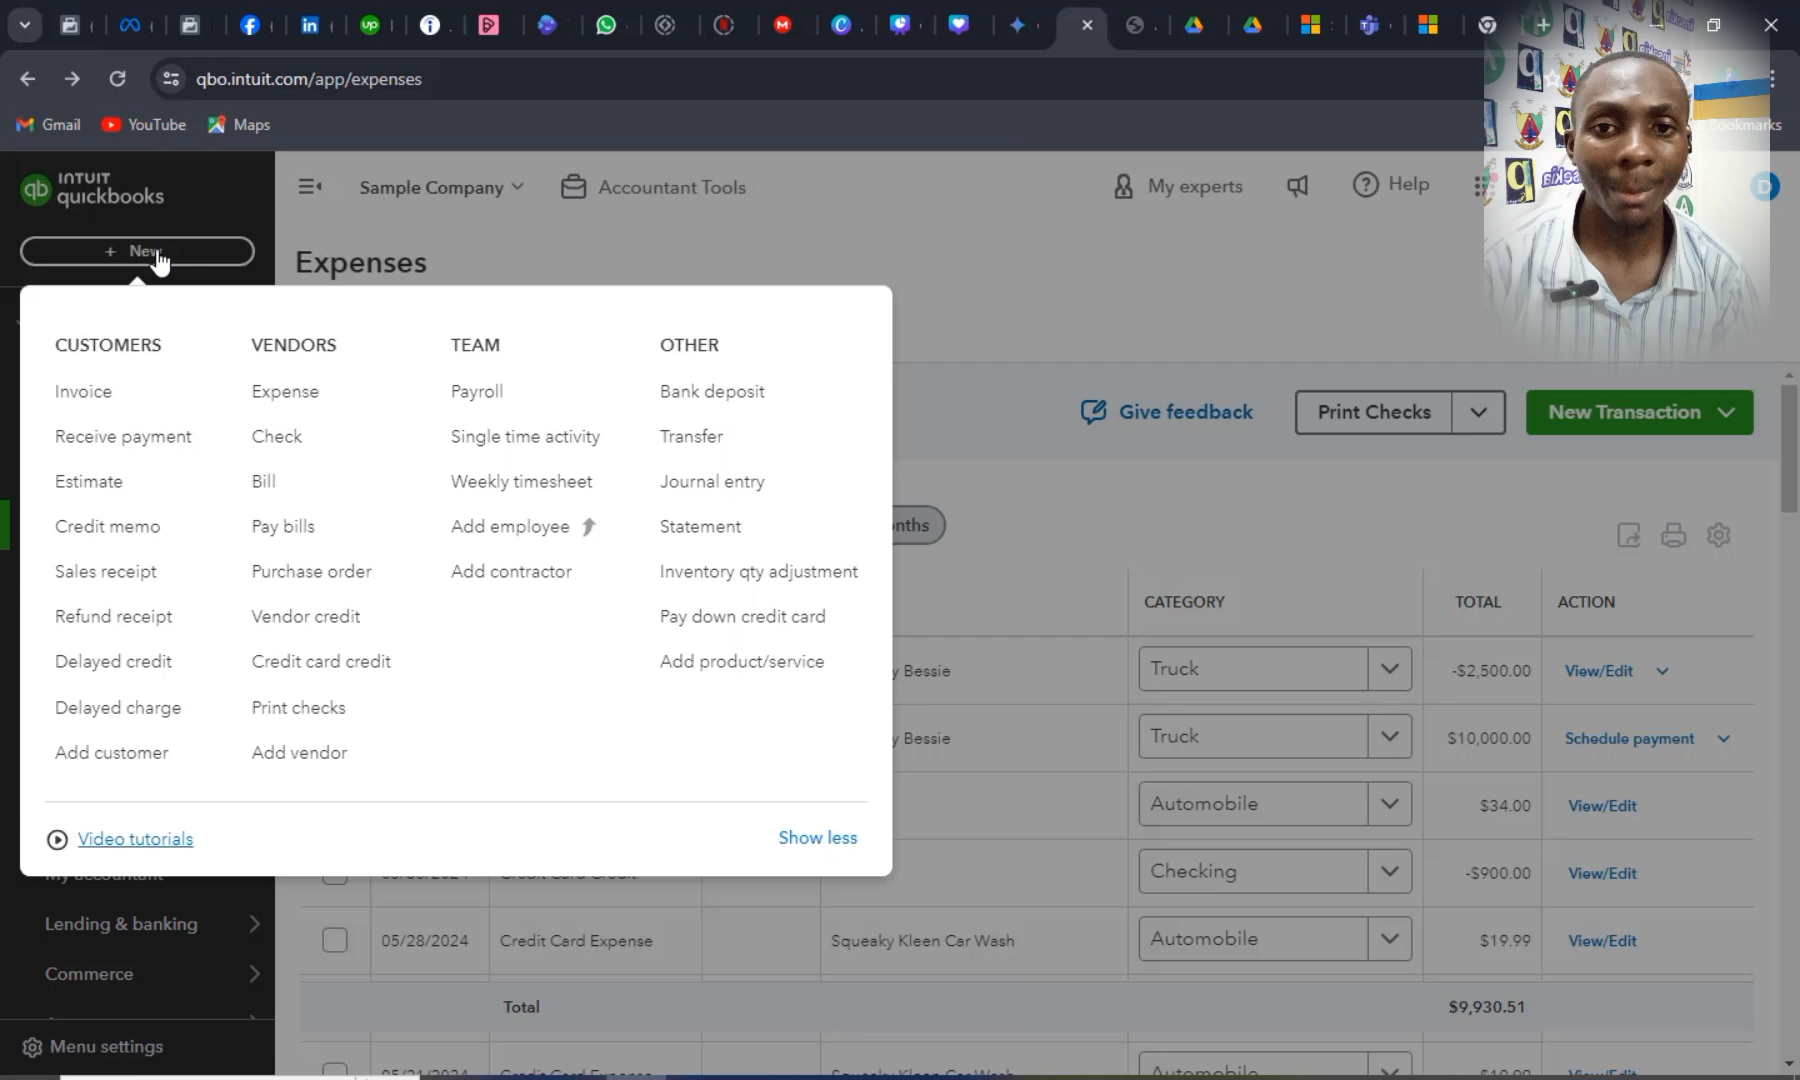 qbo.intuit.com/app/expenses
Gmail YouTube Maps
Bookmarks
INTUIT
quickbooks
Sample Company Accountant Tools My experts Help D
+ New
Expenses
CUSTOMERS VENDORS TEAM OTHER
Invoice Expense Payroll Bank deposit
Receive payment Check Single time activity Transfer
Estimate Bill Weekly timesheet Journal entry
Credit memo Pay bills Add employee Statement
Sales receipt Purchase order Add contractor Inventory qty adjustment
Refund receipt Vendor credit Pay down credit card
Delayed credit Credit card credit Add product/service
Delayed charge Print checks
Add customer Add vendor
Video tutorials Show less
Give feedback Print Checks New Transaction
nths
CATEGORY TOTAL ACTION
y Bessie Truck -$2,500.00 View/Edit
y Bessie Truck $10,000.00 Schedule payment
Automobile $34.00 View/Edit
Checking -$900.00 View/Edit
My accountant
Lending & banking
05/28/2024 Credit Card Expense Squeaky Kleen Car Wash Automobile $19.99 View/Edit
Commerce
Total $9,930.51
Menu settings